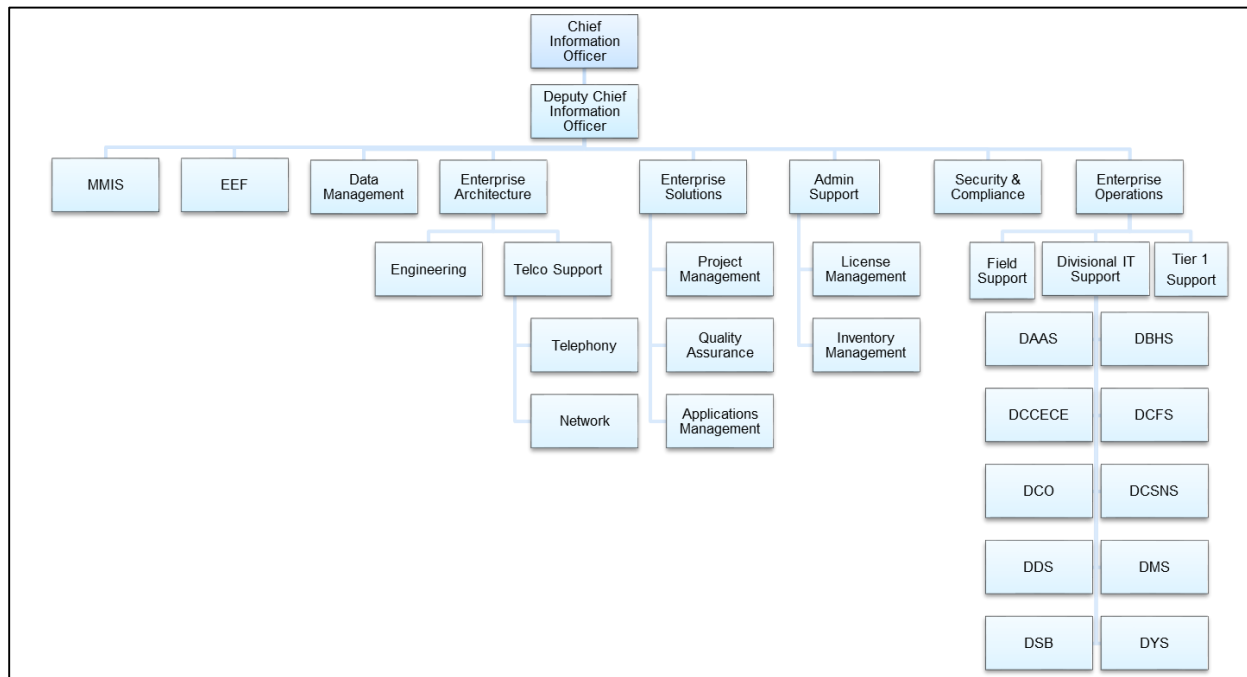 Chief
Information
Officer
Deputy Chief
Information
Officer
MMIS
EEF
Data
Management
Enterprise
Architecture
Enterprise
Solutions
Admin
Support
Security &
Compliance
Enterprise
Operations
Engineering
Telco Support
Project
Management
License
Management
Field
Support
Divisional IT
Support
Tier 1
Support
Telephony
Quality
Assurance
Inventory
Management
DAAS
DBHS
Network
Applications
Management
DCCECE
DCFS
DCO
DCSNS
DDS
DMS
DSB
DYS